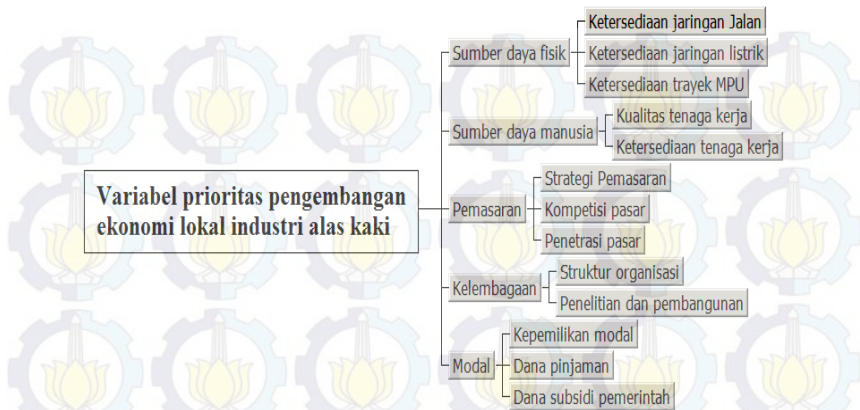 Variabel prioritas pengembangan
ekonomi lokal industri alas kaki
Sumber daya fisik
Ketersediaan jaringan Jalan
Ketersediaan jaringan listrik
Ketersediaan trayek MPU
Sumber daya manusia
Kualitas tenaga kerja
Ketersediaan tenaga kerja
Pemasaran
Strategi Pemasaran
Kompetisi pasar
Penetrasi pasar
Kelembagaan
Struktur organisasi
Penelitian dan pembangunan
Modal
Kepemilikan modal
Dana pinjaman
Dana subsidi pemerintah